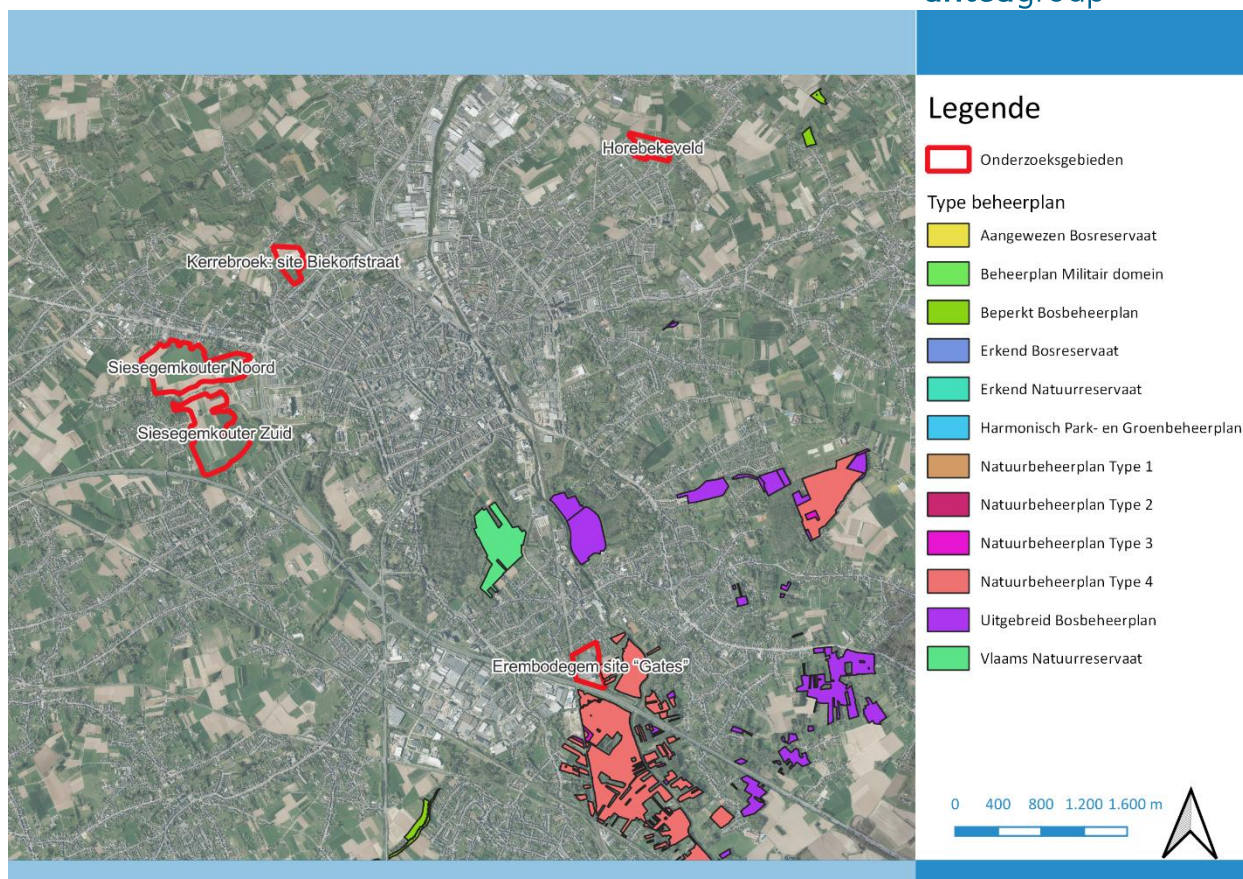 anteagroup
Legende
Onderzoeksgebieden
Type beheerplan
Aangewezen Bosreservaat
Beheerplan Militair domein
Beperkt Bosbeheerplan
Erkend Bosreservaat
Erkend Natuurreservaat
Harmonisch Park- en Groenbeheerplan
Natuurbeheerplan Type 1
Natuurbeheerplan Type 2
Natuurbeheerplan Type 3
Natuurbeheerplan Type 4
Uitgebreid Bosbeheerplan
Vlaams Natuurreservaat
0 400 800 1.200 1.600 m
Horebekeveld
Kerrebroek: site Biekorfstraat
Siesegemkouter Noord
Siesegemkouter Zuid
Erembodegem site "Gates"